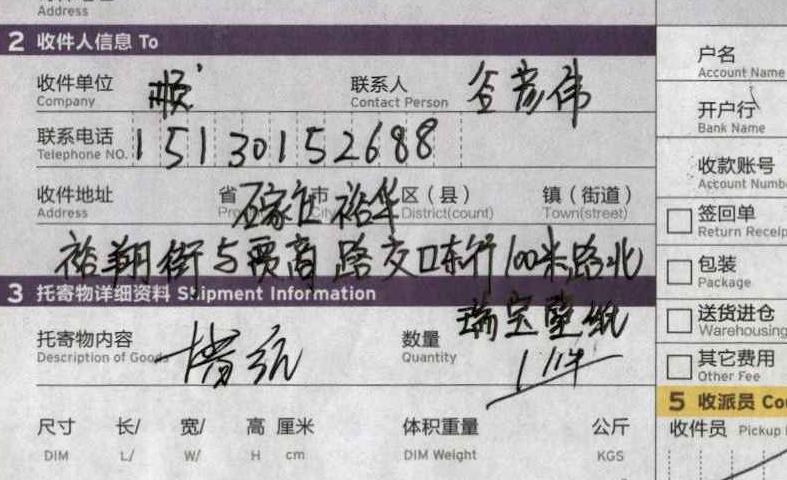 Address
2 收件人信息 To
收件单位 顺 联系人 谷彦伟
Company Contact Person
联系电话 15130152688
Telephone NO.
收件地址 省 石家庄 市 裕华 区(县) 镇(街道)
Address City District(count) Town(street)
裕翔街与贾商路交口东行100米路北
3 托寄物详细资料 Shipment Information
瑞宝壁纸
托寄物内容 墙纸 数量 1件
Description of Goods Quantity
尺寸 长/ 宽/ 高 厘米 体积重量 公斤
DIM L/ W/ H cm DIM Weight KGS
户名
Account Name
开户行
Bank Name
收款账号
Account Numb
签回单
Return Receip
包装
Package
送货进仓
Warehousing
其它费用
Other Fee
5 收派员 Co
收件员 Pickup